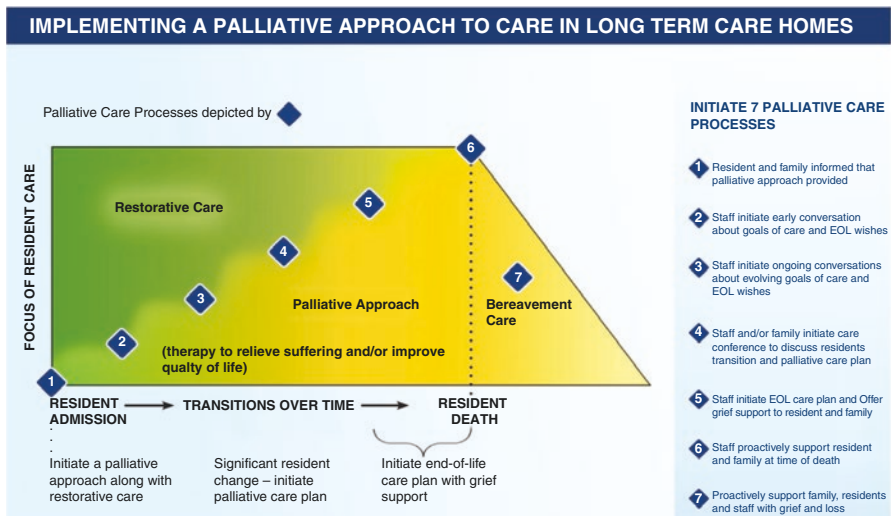 IMPLEMENTING A PALLIATIVE APPROACH TO CARE IN LONG TERM CARE HOMES
Palliative Care Processes depicted by
FOCUS OF RESIDENT CARE
Restorative Care
Palliative Approach
(therapy to relieve suffering and/or improve
qualty of life)
Bereavement
Care
1
2
3
4
5
6
7
RESIDENT
ADMISSION
TRANSITIONS OVER TIME
RESIDENT
DEATH
Initiate a palliative
approach along with
restorative care
Significant resident
change – initiate
palliative care plan
Initiate end-of-life
care plan with grief
support
INITIATE 7 PALLIATIVE CARE
PROCESSES
1 Resident and family informed that
palliative approach provided
2 Staff initiate early conversation
about goals of care and EOL wishes
3 Staff initiate ongoing conversations
about evolving goals of care and
EOL wishes
4 Staff and/or family initiate care
conference to discuss residents
transition and palliative care plan
5 Staff initiate EOL care plan and Offer
grief support to resident and family
6 Staff proactively support resident
and family at time of death
7 Proactively support family, residents
and staff with grief and loss